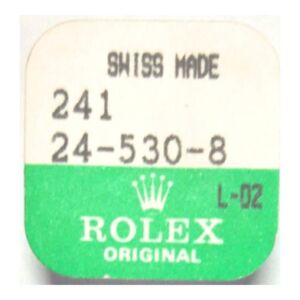 SWISS MADE
241
24-530-8
L-02
ROLEX
ORIGINAL